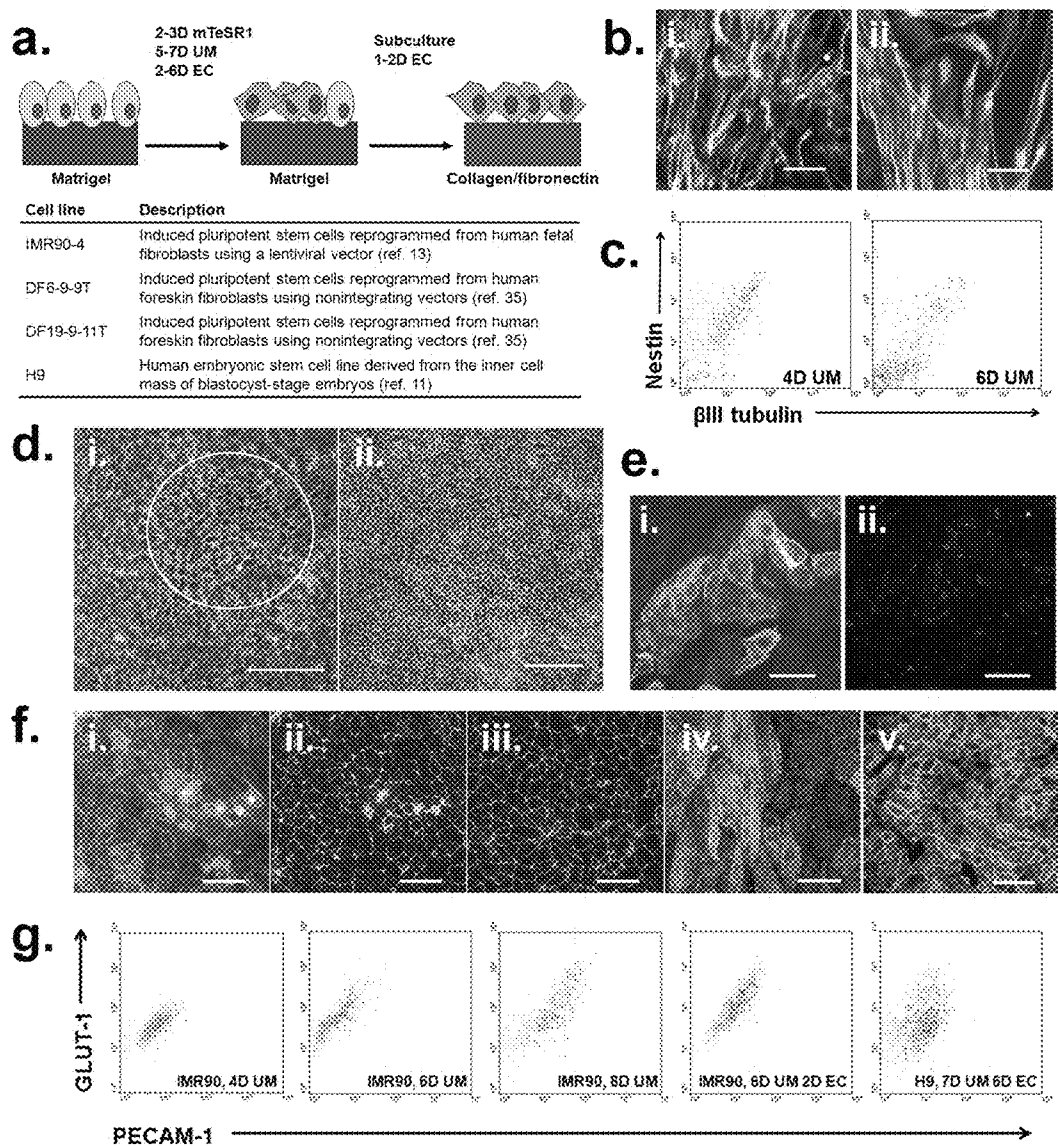 a.
2-3D mTeSR1
5-7D UM
2-6D EC
Subculture
1-2D EC
Matrigel
Matrigel
Collagen/fibronectin
Cell line Description
IMR90-4 Induced pluripotent stem cells reprogrammed from human fetal
fibroblasts using a lentiviral vector (ref. 13)
DF6-9-9T Induced pluripotent stem cells reprogrammed from human
foreskin fibroblasts using nonintegrating vectors (ref. 35)
DF19-9-11T Induced pluripotent stem cells reprogrammed from human
foreskin fibroblasts using nonintegrating vectors (ref. 35)
H9 Human embryonic stem cell line derived from the inner cell
mass of blastocyst-stage embryos (ref. 11)
b.
i.
ii.
c.
Nestin
4D UM
6D UM
βIII tubulin
d.
i.
ii.
e.
i.
ii.
f.
i.
ii.
iii.
iv.
v.
g.
GLUT-1
IMR90, 4D UM
IMR90, 6D UM
IMR90, 8D UM
IMR90, 6D UM 2D EC
H9, 7D UM 6D EC
PECAM-1